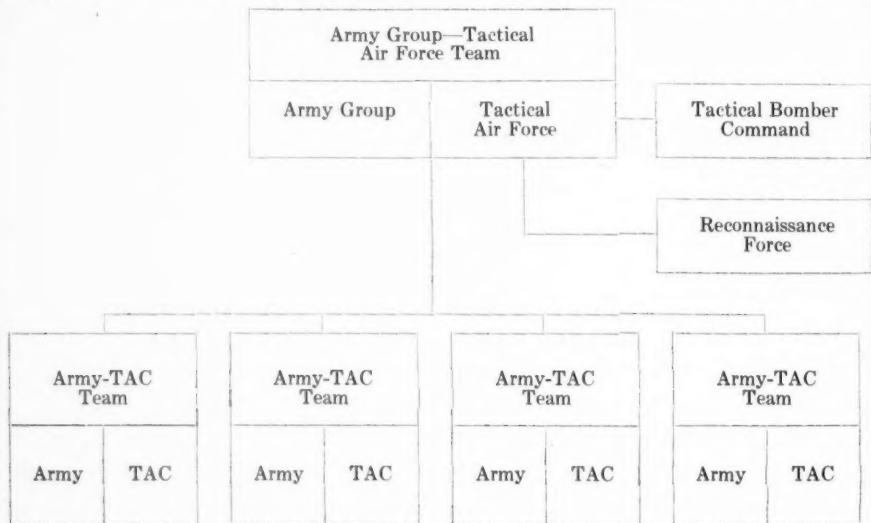 Army Group—Tactical
Air Force Team
Army Group
Tactical
Air Force
Tactical Bomber
Command
Reconnaissance
Force
Army-TAC
Team
Army-TAC
Team
Army-TAC
Team
Army-TAC
Team
Army
TAC
Army
TAC
Army
TAC
Army
TAC